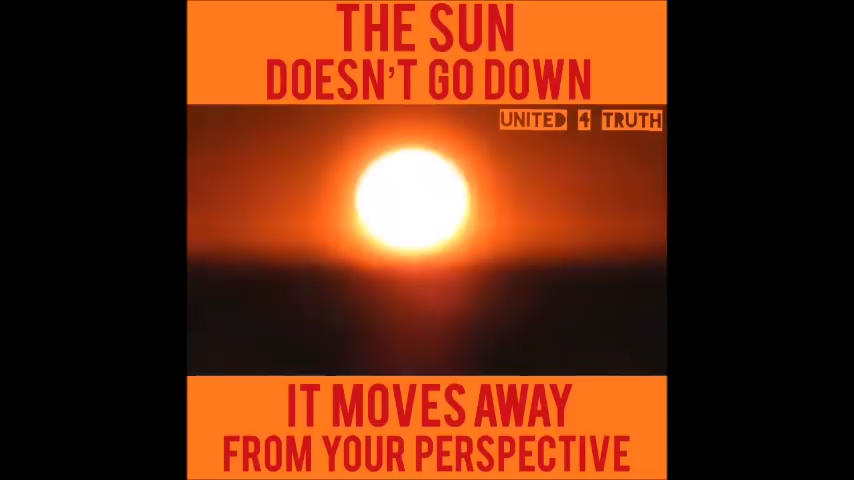 THE SUN
DOESN'T GO DOWN
UNITED 4 TRUTH
IT MOVES AWAY
FROM YOUR PERSPECTIVE